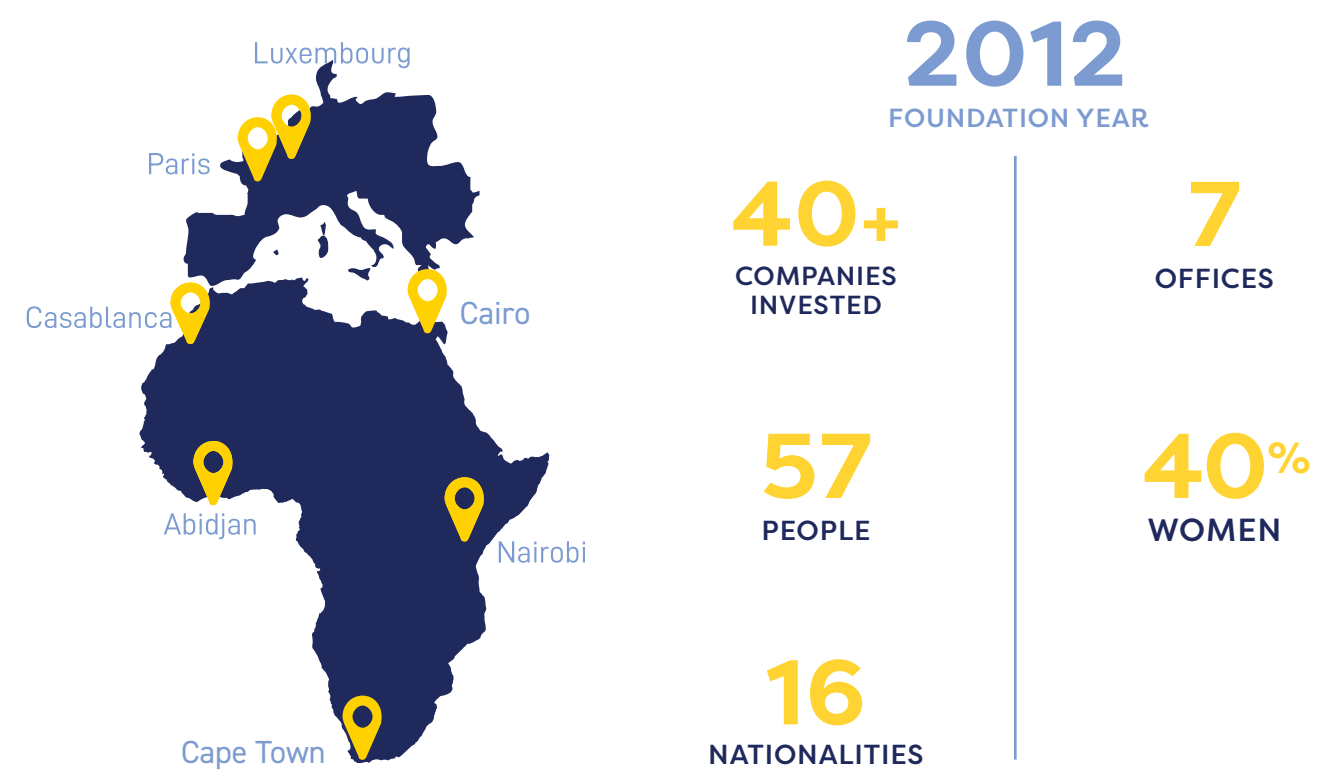 Luxembourg
Paris
Casablanca
Cairo
Abidjan
Nairobi
Cape Town
2012
FOUNDATION YEAR
40+
COMPANIES
INVESTED
7
OFFICES
57
PEOPLE
40%
WOMEN
16
NATIONALITIES